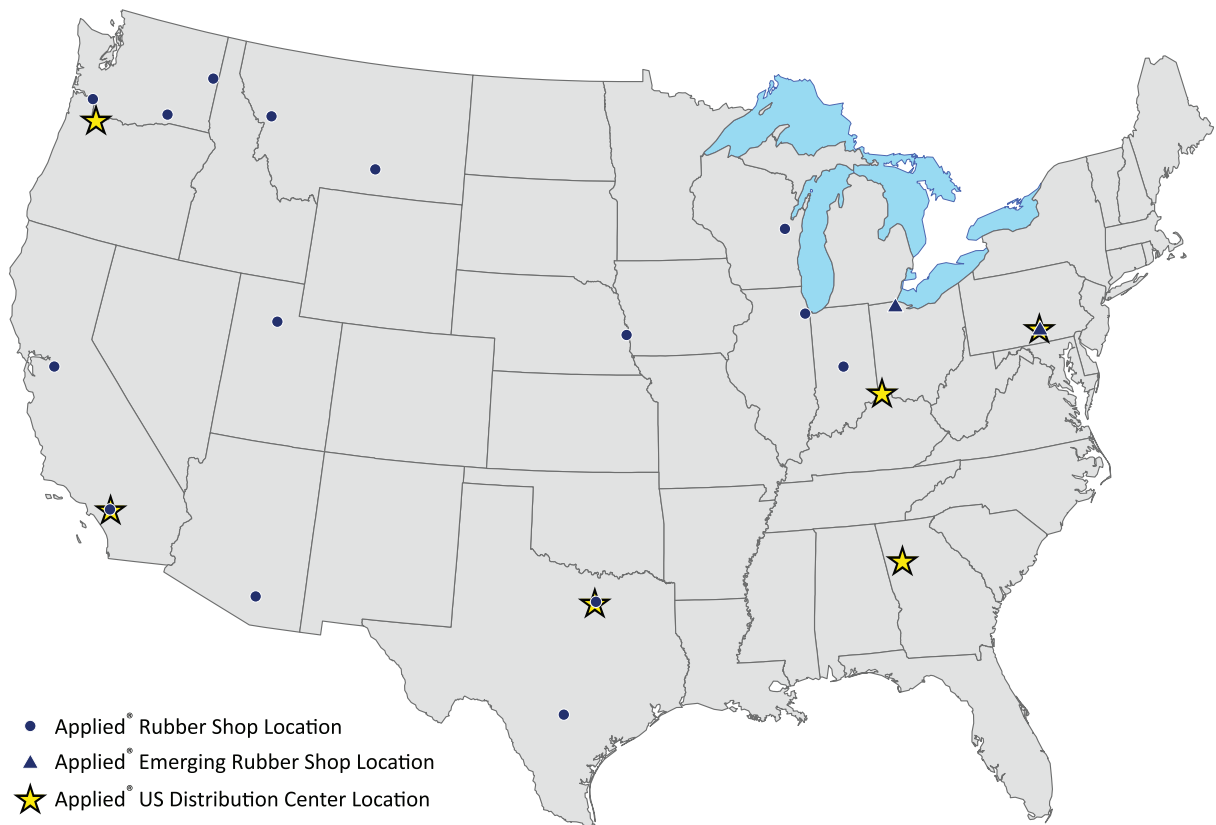 Applied® Rubber Shop Location
Applied® Emerging Rubber Shop Location
Applied® US Distribution Center Location